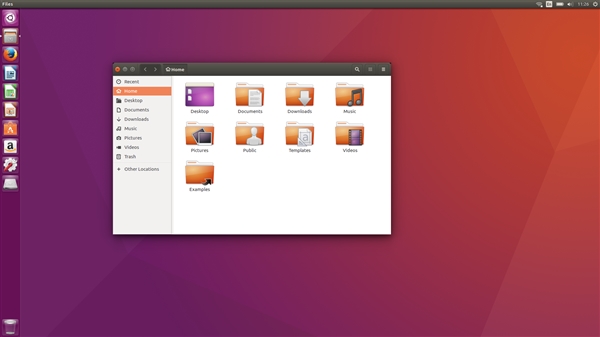 Files
11:26
Home
Recent
Home
Desktop
Documents
Downloads
Music
Pictures
Videos
Trash
Other Locations
Desktop
Documents
Downloads
Music
Pictures
Public
Templates
Videos
Examples